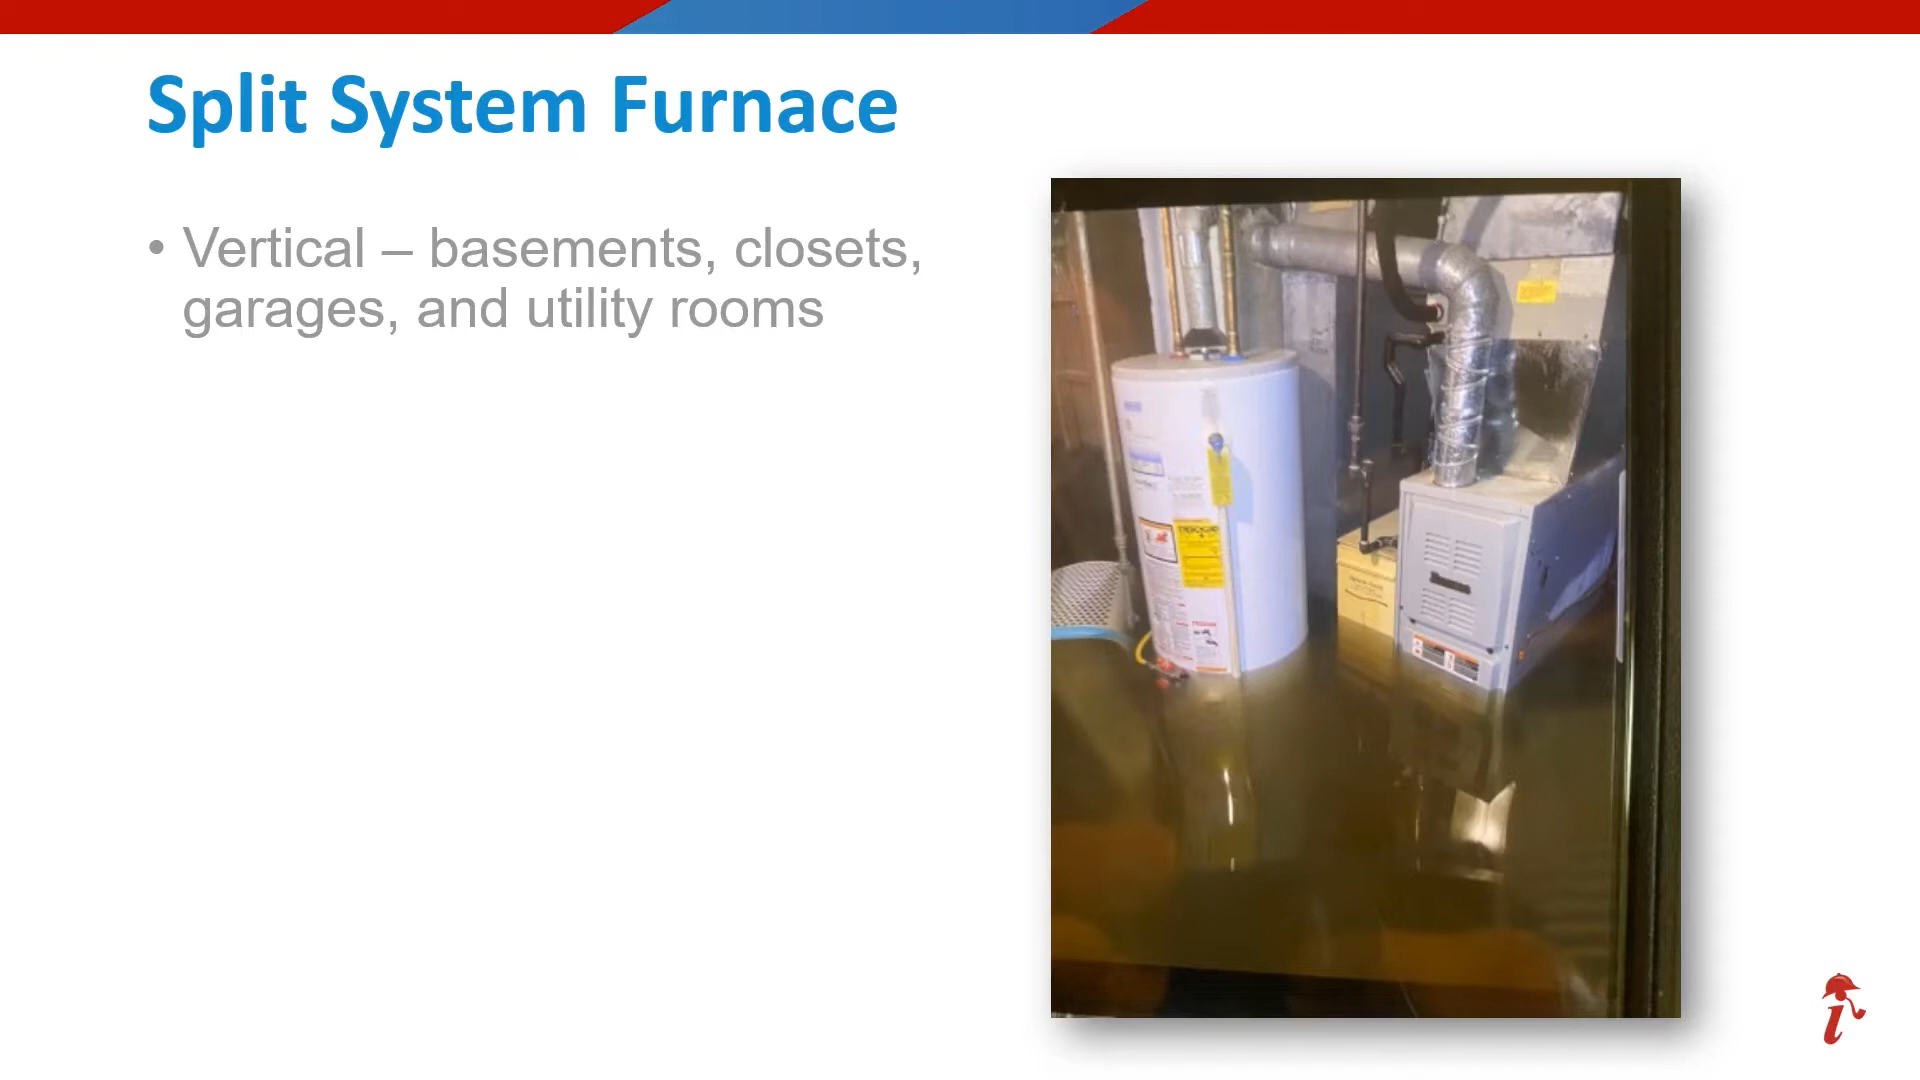 Split System Furnace
• Vertical – basements, closets,
garages, and utility rooms